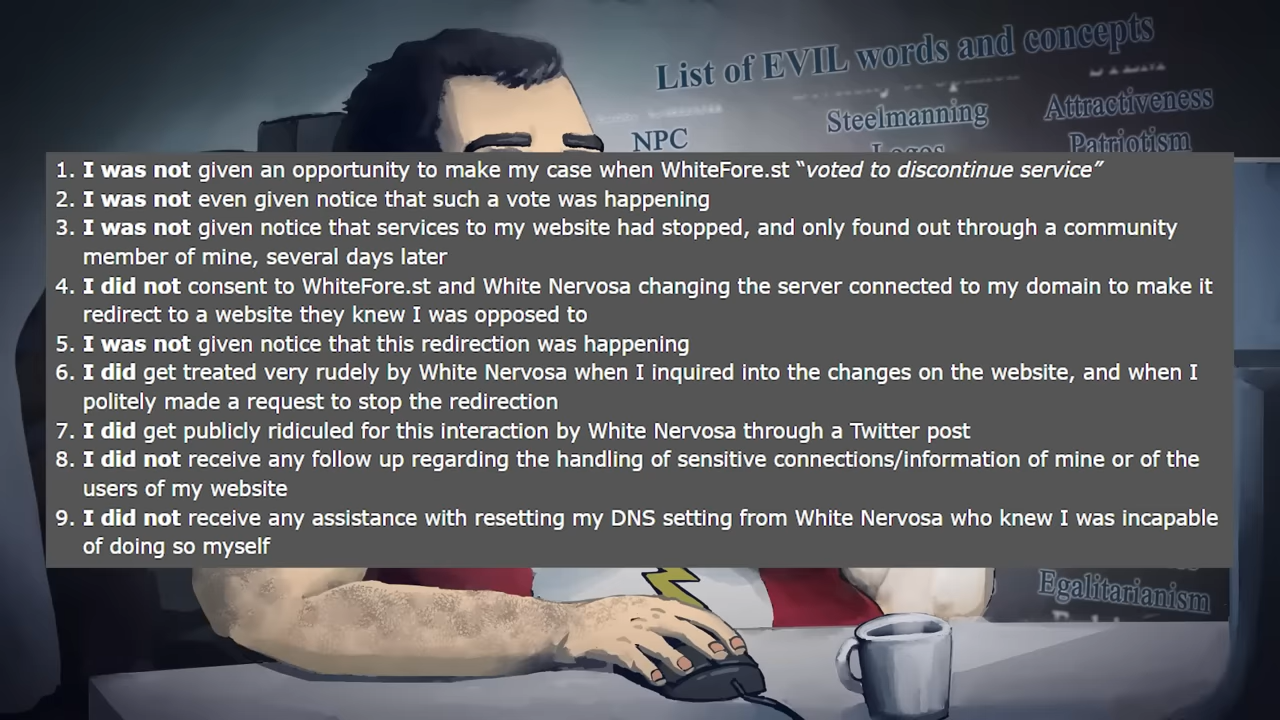 List of EVIL words and concepts
NPC
Steelmanning
Attractiveness
Patriotism
1. I was not given an opportunity to make my case when WhiteFore.st “voted to discontinue service”
2. I was not even given notice that such a vote was happening
3. I was not given notice that services to my website had stopped, and only found out through a community
member of mine, several days later
4. I did not consent to WhiteFore.st and White Nervosa changing the server connected to my domain to make it
redirect to a website they knew I was opposed to
5. I was not given notice that this redirection was happening
6. I did get treated very rudely by White Nervosa when I inquired into the changes on the website, and when I
politely made a request to stop the redirection
7. I did get publicly ridiculed for this interaction by White Nervosa through a Twitter post
8. I did not receive any follow up regarding the handling of sensitive connections/information of mine or of the
users of my website
9. I did not receive any assistance with resetting my DNS setting from White Nervosa who knew I was incapable
of doing so myself
Egalitarianism